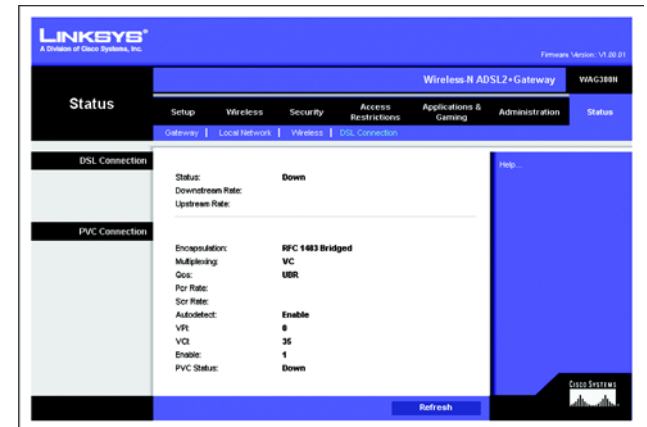 LINKSYS®
A Division of Cisco Systems, Inc.
Firmware Version: V1.00.01
Wireless-N ADSL2+Gateway WAG300N
Status
Setup Wireless Security Access Restrictions Applications & Gaming Administration Status
Gateway | Local Network | Wireless | DSL Connection
DSL Connection
Help...
Status: Down
Downstream Rate:
Upstream Rate:
PVC Connection
Encapsulation: RFC 1483 Bridged
Multiplexing: VC
Qos: UBR
Pcr Rate:
Scr Rate:
Autodetect: Enable
VPI: 0
VCI: 35
Enable: 1
PVC Status: Down
Refresh
CISCO SYSTEMS